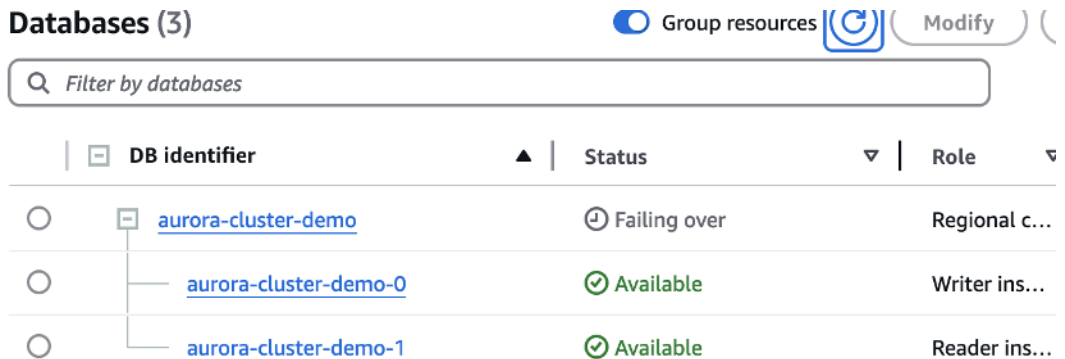 Databases (3) Group resources Modify
Filter by databases
DB identifier Status Role
aurora-cluster-demo Failing over Regional c...
aurora-cluster-demo-0 Available Writer ins...
aurora-cluster-demo-1 Available Reader ins...